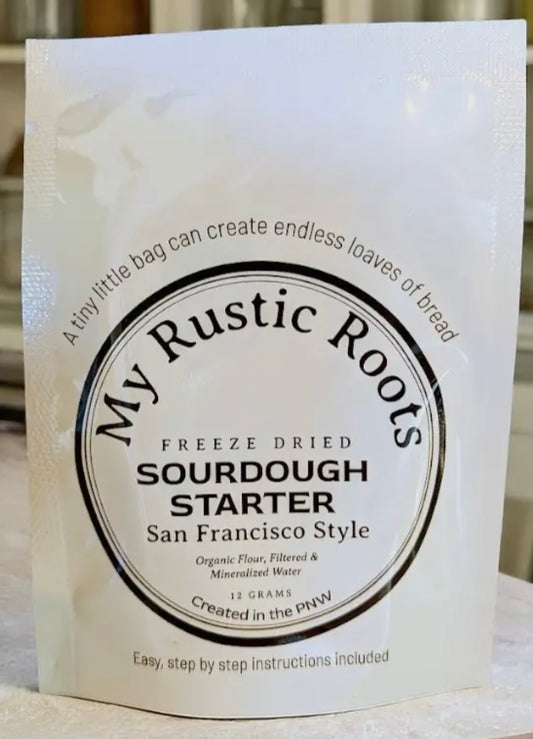 A tiny little bag can create endless loaves of bread
My Rustic Roots
FREEZE DRIED
SOURDOUGH
STARTER
San Francisco Style
Organic Flour, Filtered &
Mineralized Water
12 GRAMS
Created in the PNW
Easy, step by step instructions included